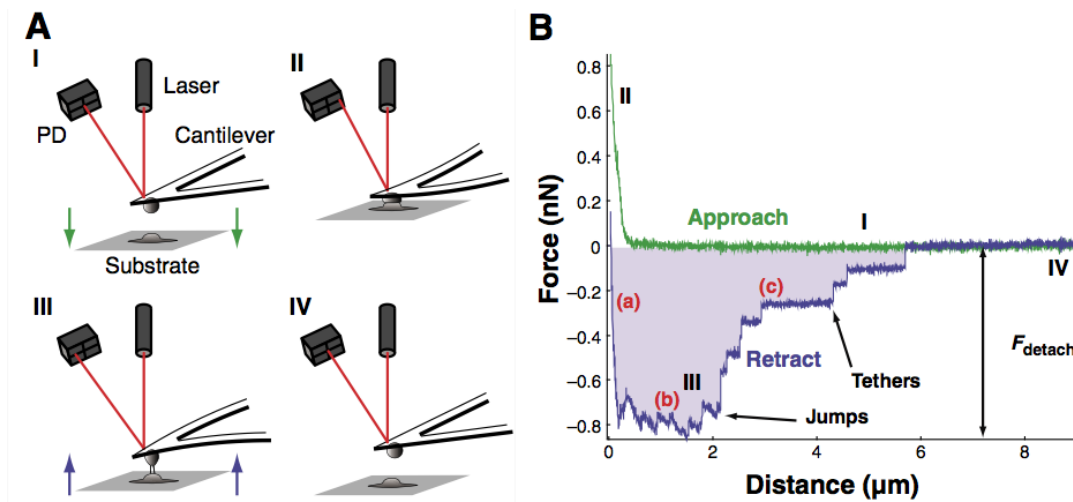 A
I
II
Laser
PD
Cantilever
Substrate
III
IV
B
0.8
0.6
0.4
0.2
0
−0.2
−0.4
−0.6
−0.8
Force (nN)
II
Approach
I
IV
(a)
(c)
Retract
III
(b)
Tethers
Jumps
Fdetach
0
2
4
6
8
Distance (µm)